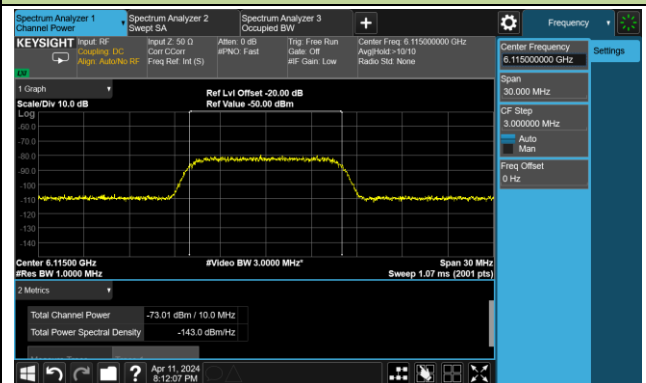 Spectrum Analyzer 1
Channel Power
Spectrum Analyzer 2
Swept SA
Spectrum Analyzer 3
Occupied BW
Frequency
KEYSIGHT
Input: RF
Coupling: DC
Align: Auto/No RF
Input Z: 50 Ω
Corr CCorr
Freq Ref: Int (S)
Atten: 0 dB
#PNO: Fast
Trig: Free Run
Gate: Off
#IF Gain: Low
Center Freq: 6.115000000 GHz
Avg|Hold:>10/10
Radio Std: None
Center Frequency
6.115000000 GHz
Settings
Span
30.000 MHz
CF Step
3.000000 MHz
Auto
Man
Freq Offset
0 Hz
1 Graph
Scale/Div 10.0 dB
Ref Lvl Offset -20.00 dB
Ref Value -50.00 dBm
Log
-60.0
-70.0
-80.0
-90.0
-100
-110
-120
-130
-140
Center 6.11500 GHz
#Res BW 1.0000 MHz
#Video BW 3.0000 MHz*
Span 30 MHz
Sweep 1.07 ms (2001 pts)
2 Metrics
Total Channel Power -73.01 dBm / 10.0 MHz
Total Power Spectral Density -143.0 dBm/Hz
Apr 11, 2024
8:12:07 PM